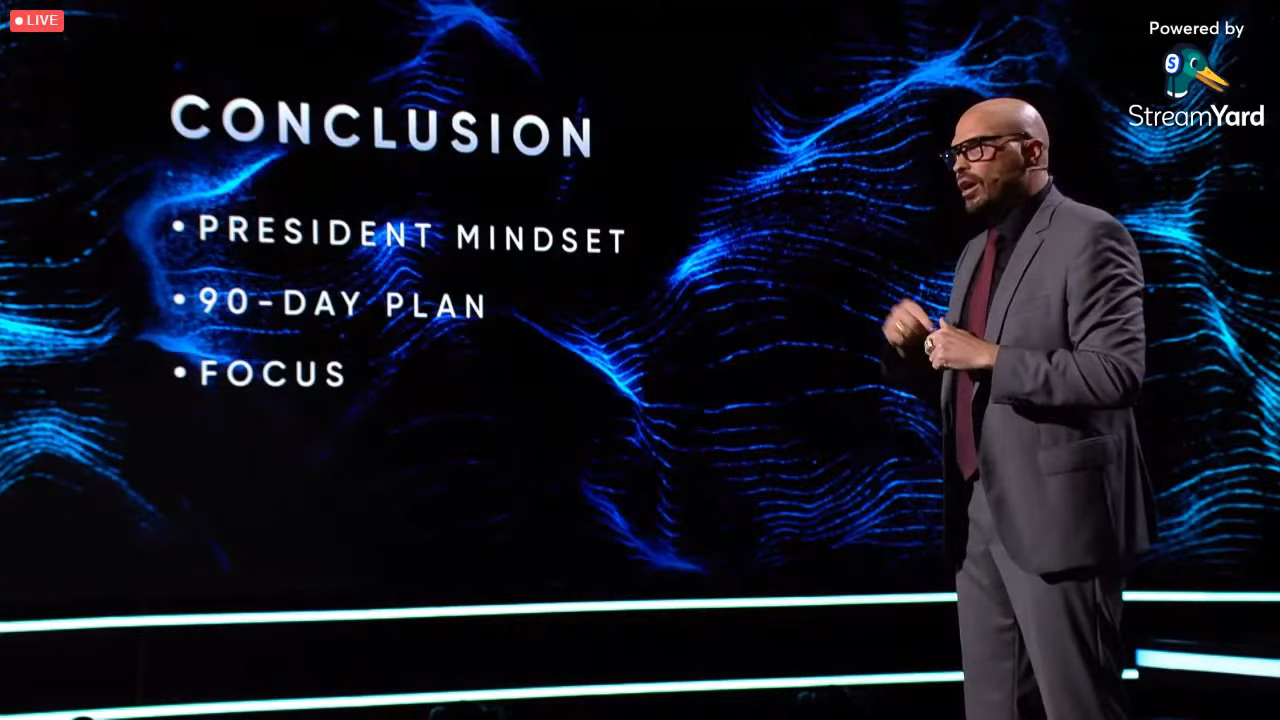 LIVE
Powered by
StreamYard
CONCLUSION
• PRESIDENT MINDSET
• 90-DAY PLAN
• FOCUS